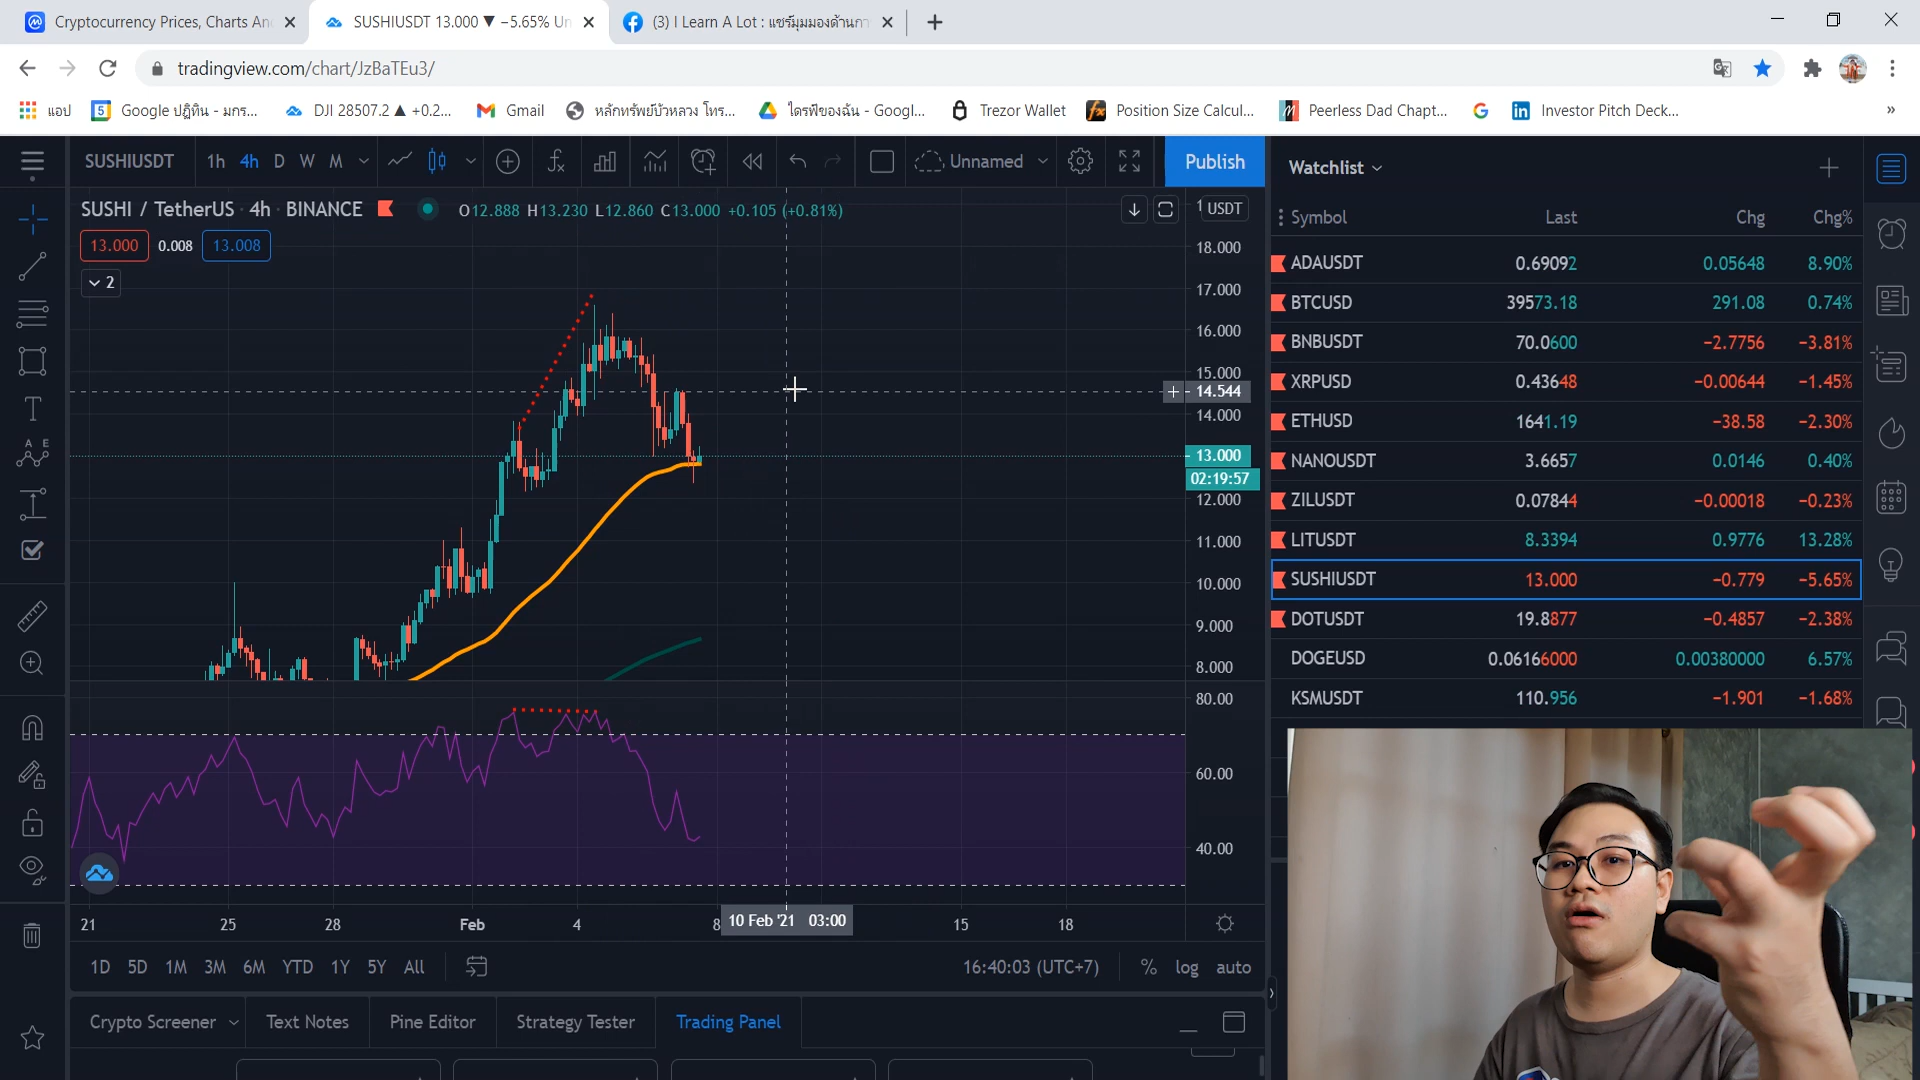 Cryptocurrency Prices, Charts An
SUSHIUSDT 13.000 ▼ −5.65% Un
(3) I Learn A Lot : แชร์มุมมองด้านกา
tradingview.com/chart/JzBaTEu3/
แอป
5
Google ปฏิทิน - มกร...
DJI 28507.2 ▲ +0.2...
Gmail
หลักทรัพย์บัวหลวง โทร...
ไดรฟ์ของฉัน - Googl...
Trezor Wallet
Position Size Calcul...
Peerless Dad Chapt...
Investor Pitch Deck...
»
SUSHIUSDT 1h 4h D W M
Unnamed
Publish
Watchlist
SUSHI / TetherUS · 4h · BINANCE
O12.888 H13.230 L12.860 C13.000 +0.105 (+0.81%)
USDT
13.000 0.008 13.008
2
Symbol Last Chg Chg%
ADAUSDT 0.69092 0.05648 8.90%
BTCUSD 39573.18 291.08 0.74%
BNBUSDT 70.0600 −2.7756 −3.81%
XRPUSD 0.43648 −0.00644 −1.45%
ETHUSD 1641.19 −38.58 −2.30%
NANOUSDT 3.6657 0.0146 0.40%
ZILUSDT 0.07844 −0.00018 −0.23%
LITUSDT 8.3394 0.9776 13.28%
SUSHIUSDT 13.000 −0.779 −5.65%
DOTUSDT 19.8877 −0.4857 −2.38%
DOGEUSD 0.06166000 0.00380000 6.57%
KSMUSDT 110.956 −1.901 −1.68%
18.000
17.000
16.000
15.000
14.544
14.000
13.000
02:19:57
12.000
11.000
10.000
9.000
8.000
80.00
60.00
40.00
21 25 28 Feb 4 8 10 Feb '21 03:00 15 18
1D 5D 1M 3M 6M YTD 1Y 5Y All
16:40:03 (UTC+7) % log auto
Crypto Screener Text Notes Pine Editor Strategy Tester Trading Panel